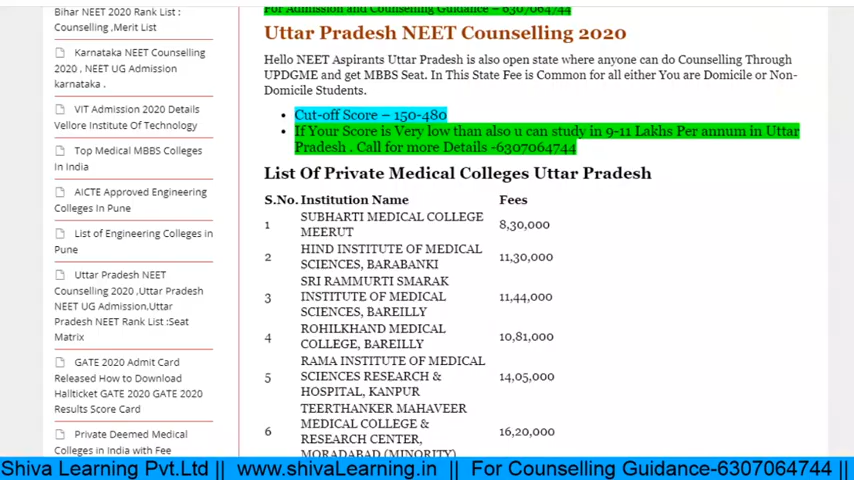 Bihar NEET 2020 Rank List :
Counselling ,Merit List
Karnataka NEET Counselling
2020 , NEET UG Admission
karnataka .
VIT Admission 2020 Details
Vellore Institute Of Technology
Top Medical MBBS Colleges
In India
AICTE Approved Engineering
Colleges In Pune
List of Engineering Colleges in
Pune
Uttar Pradesh NEET
Counselling 2020 ,Uttar Pradesh
NEET UG Admission,Uttar
Pradesh NEET Rank List :Seat
Matrix
GATE 2020 Admit Card
Released How to Download
Hallticket GATE 2020 GATE 2020
Results Score Card
Private Deemed Medical
Colleges in India with Fee
For Admission and Counselling Guidance – 6307064744
Uttar Pradesh NEET Counselling 2020
Hello NEET Aspirants Uttar Pradesh is also open state where anyone can do Counselling Through
UPDGME and get MBBS Seat. In This State Fee is Common for all either You are Domicile or Non-
Domicile Students.
• Cut-off Score – 150-480
• If Your Score is Very low than also u can study in 9-11 Lakhs Per annum in Uttar
Pradesh . Call for more Details -6307064744
List Of Private Medical Colleges Uttar Pradesh
S.No. Institution Name Fees
1 SUBHARTI MEDICAL COLLEGE 8,30,000
MEERUT
2 HIND INSTITUTE OF MEDICAL 11,30,000
SCIENCES, BARABANKI
SRI RAMMURTI SMARAK
3 INSTITUTE OF MEDICAL 11,44,000
SCIENCES, BAREILLY
4 ROHILKHAND MEDICAL 10,81,000
COLLEGE, BAREILLY
RAMA INSTITUTE OF MEDICAL
5 SCIENCES RESEARCH & 14,05,000
HOSPITAL, KANPUR
TEERTHANKER MAHAVEER
6 MEDICAL COLLEGE & 16,20,000
RESEARCH CENTER,
MORADABAD (MINORITY)
Shiva Learning Pvt.Ltd || www.shivaLearning.in || For Counselling Guidance-6307064744 ||